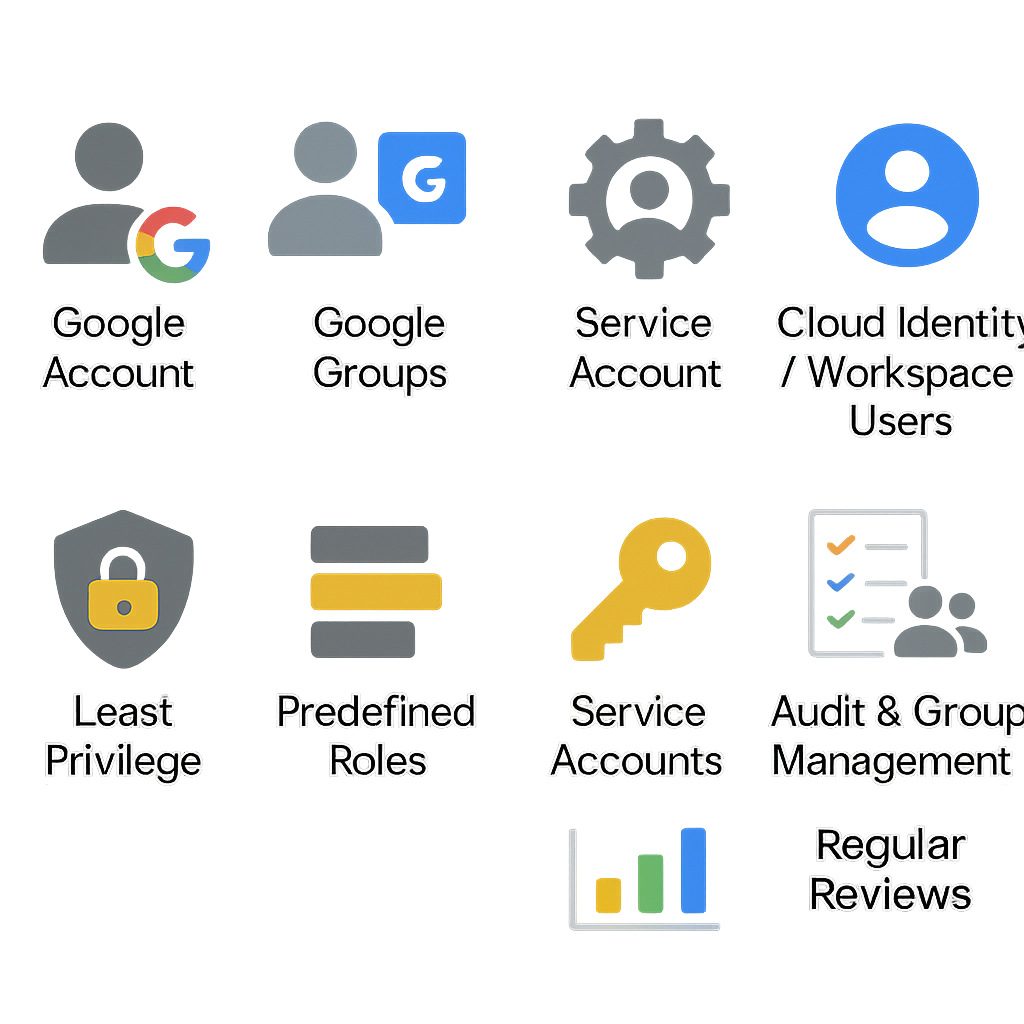 Google
Account
Google
Groups
Service
Account
Cloud Identity
/ Workspace
Users
Least
Privilege
Predefined
Roles
Service
Accounts
Audit & Group
Management
Regular
Reviews